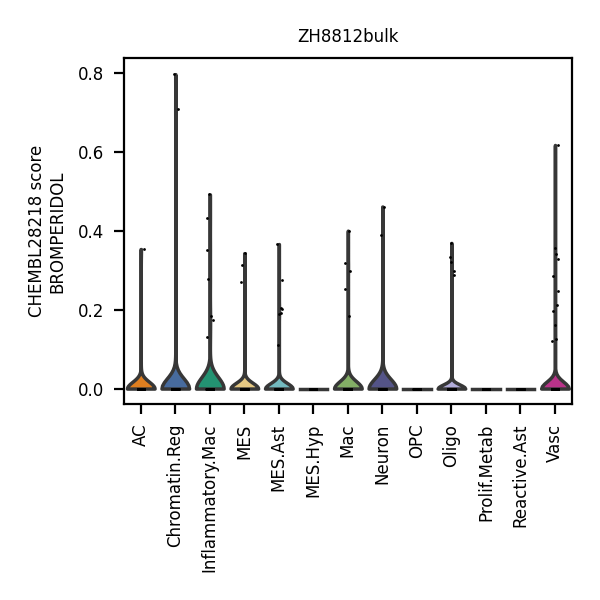 ZH8812bulk
CHEMBL28218 score
BROMPERIDOL
0.8
0.6
0.4
0.2
0.0
AC
Chromatin.Reg
Inflammatory.Mac
MES
MES.Ast
MES.Hyp
Mac
Neuron
OPC
Oligo
Prolif.Metab
Reactive.Ast
Vasc